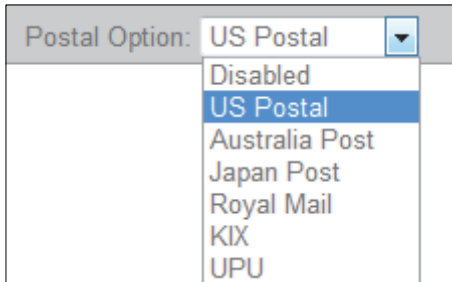 Postal Option: US Postal
Disabled
US Postal
Australia Post
Japan Post
Royal Mail
KIX
UPU